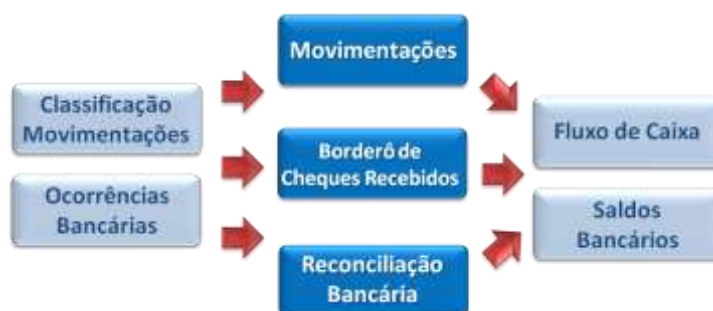 Classificação
Movimentações
Ocorrências
Bancárias
Movimentações
Borderô de
Cheques Recebidos
Reconciliação
Bancária
Fluxo de Caixa
Saldos
Bancários